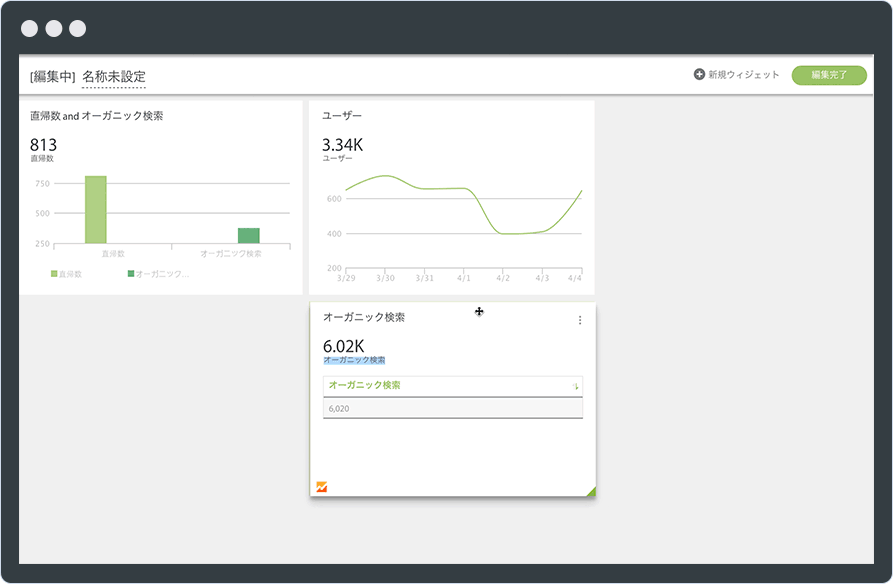 [編集中] 名称未設定
新規ウィジェット
編集完了
直帰数 and オーガニック検索
813
直帰数
750
500
250
直帰数
オーガニック検索
直帰数
オーガニック...
ユーザー
3.34K
ユーザー
600
400
200
3/29
3/30
3/31
4/1
4/2
4/3
4/4
オーガニック検索
6.02K
オーガニック検索
オーガニック検索
6,020